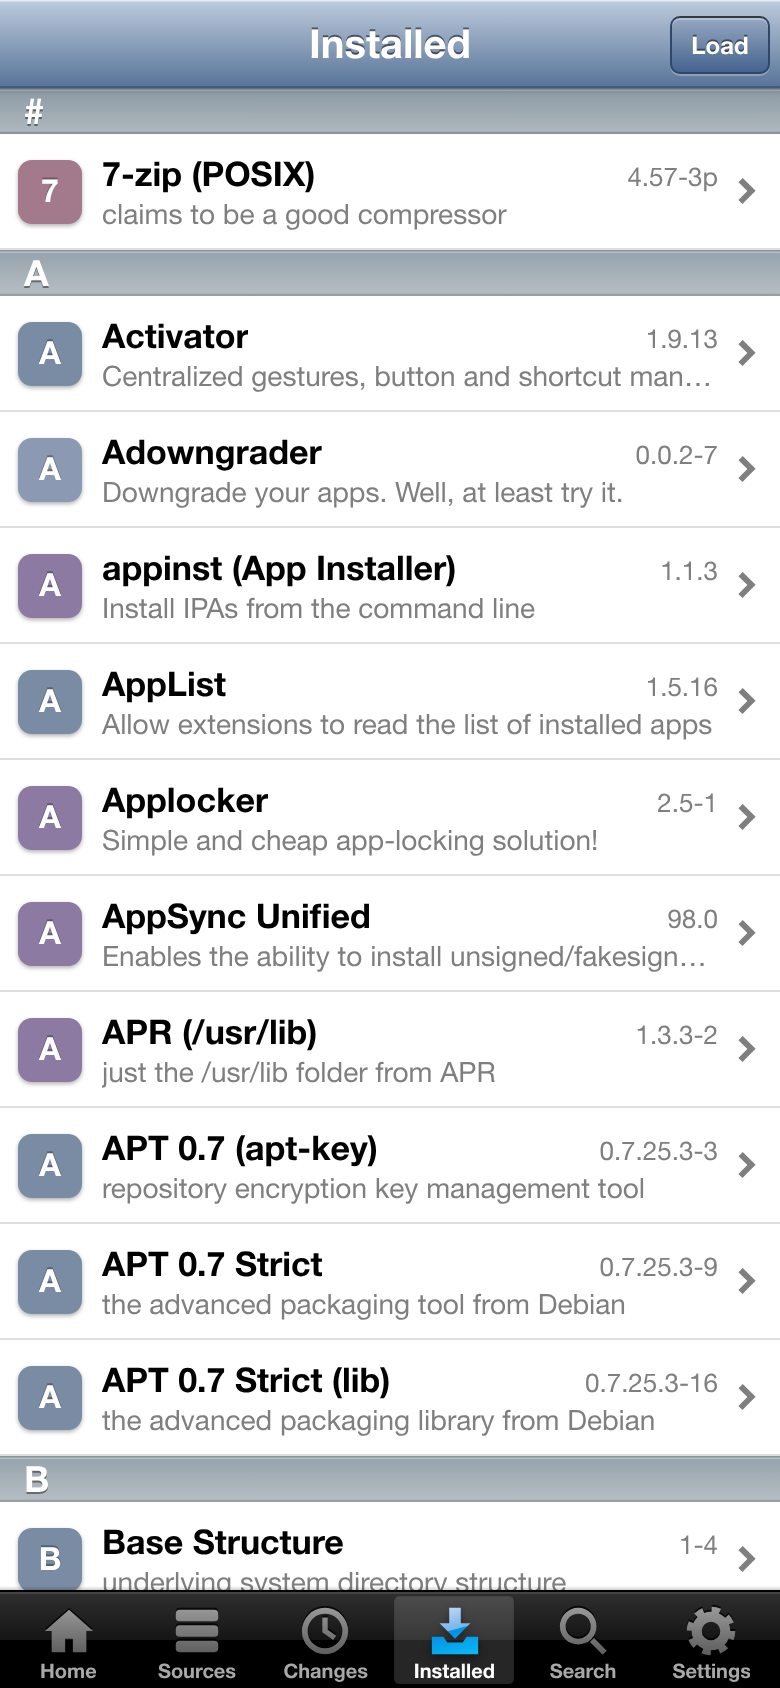 Installed
Load
#
7
7-zip (POSIX)
4.57-3p
claims to be a good compressor
A
A
Activator
1.9.13
Centralized gestures, button and shortcut man…
A
Adowngrader
0.0.2-7
Downgrade your apps. Well, at least try it.
A
appinst (App Installer)
1.1.3
Install IPAs from the command line
A
AppList
1.5.16
Allow extensions to read the list of installed apps
A
Applocker
2.5-1
Simple and cheap app-locking solution!
A
AppSync Unified
98.0
Enables the ability to install unsigned/fakesign…
A
APR (/usr/lib)
1.3.3-2
just the /usr/lib folder from APR
A
APT 0.7 (apt-key)
0.7.25.3-3
repository encryption key management tool
A
APT 0.7 Strict
0.7.25.3-9
the advanced packaging tool from Debian
A
APT 0.7 Strict (lib)
0.7.25.3-16
the advanced packaging library from Debian
B
B
Base Structure
1-4
underlying system directory structure
Home
Sources
Changes
Installed
Search
Settings